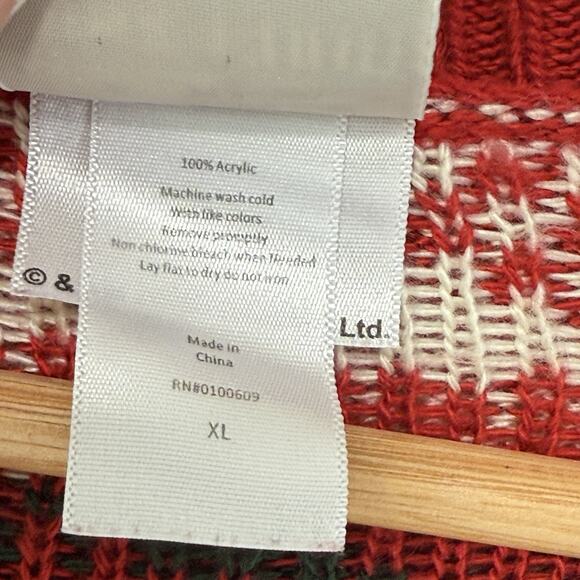 100% Acrylic
Machine wash cold
With like colors
Remove promptly
Non chlorine bleach when Needed
Lay flax to dry do not iron
© &
Ltd.
Made in
China
RN#0100609
XL